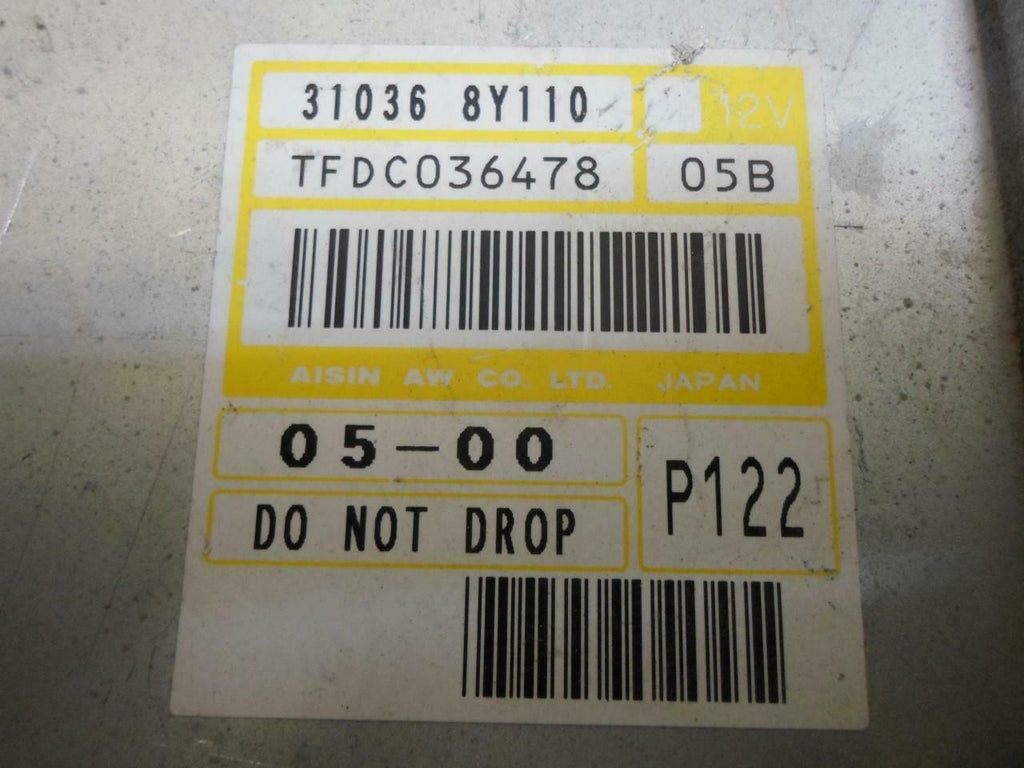 31036 8Y110 12V
TFDC036478 05B
AISIN AW CO. LTD. JAPAN
05-00
P122
DO NOT DROP